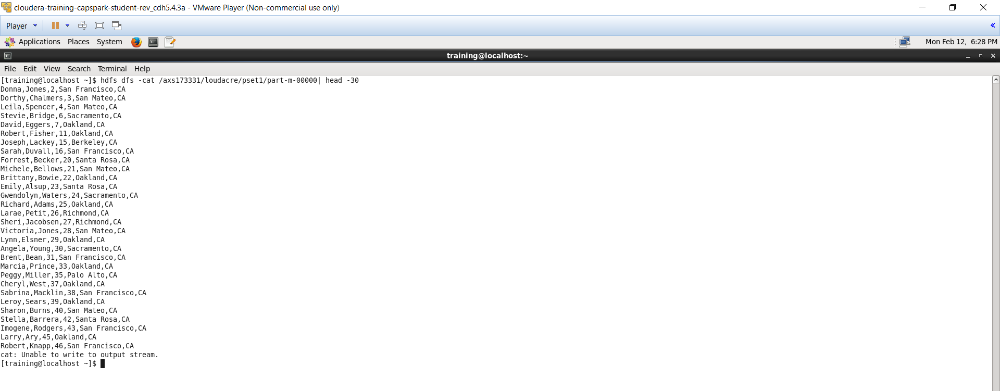 cloudera-training-capspark-student-rev_cdh5.4.3a - VMware Player (Non-commercial use only)
Player
Applications Places System Mon Feb 12, 6:28 PM
training@localhost:~
File Edit View Search Terminal Help
[training@localhost ~]$ hdfs dfs -cat /axs173331/loudacre/pset1/part-m-00000| head -30
Donna,Jones,2,San Francisco,CA
Dorthy,Chalmers,3,San Mateo,CA
Leila,Spencer,4,San Mateo,CA
Stevie,Bridge,6,Sacramento,CA
David,Eggers,7,Oakland,CA
Robert,Fisher,11,Oakland,CA
Joseph,Lackey,15,Berkeley,CA
Sarah,Duvall,16,San Francisco,CA
Forrest,Becker,20,Santa Rosa,CA
Michele,Bellows,21,San Mateo,CA
Brittany,Bowie,22,Oakland,CA
Emily,Alsup,23,Santa Rosa,CA
Gwendolyn,Waters,24,Sacramento,CA
Richard,Adams,25,Oakland,CA
Larae,Petit,26,Richmond,CA
Sheri,Jacobsen,27,Richmond,CA
Victoria,Jones,28,San Mateo,CA
Lynn,Elsner,29,Oakland,CA
Angela,Young,30,Sacramento,CA
Brent,Bean,31,San Francisco,CA
Marcia,Prince,33,Oakland,CA
Peggy,Miller,35,Palo Alto,CA
Cheryl,West,37,Oakland,CA
Sabrina,Macklin,38,San Francisco,CA
Leroy,Sears,39,Oakland,CA
Sharon,Burns,40,San Mateo,CA
Stella,Barrera,42,Santa Rosa,CA
Imogene,Rodgers,43,San Francisco,CA
Larry,Ary,45,Oakland,CA
Robert,Knapp,46,San Francisco,CA
cat: Unable to write to output stream.
[training@localhost ~]$